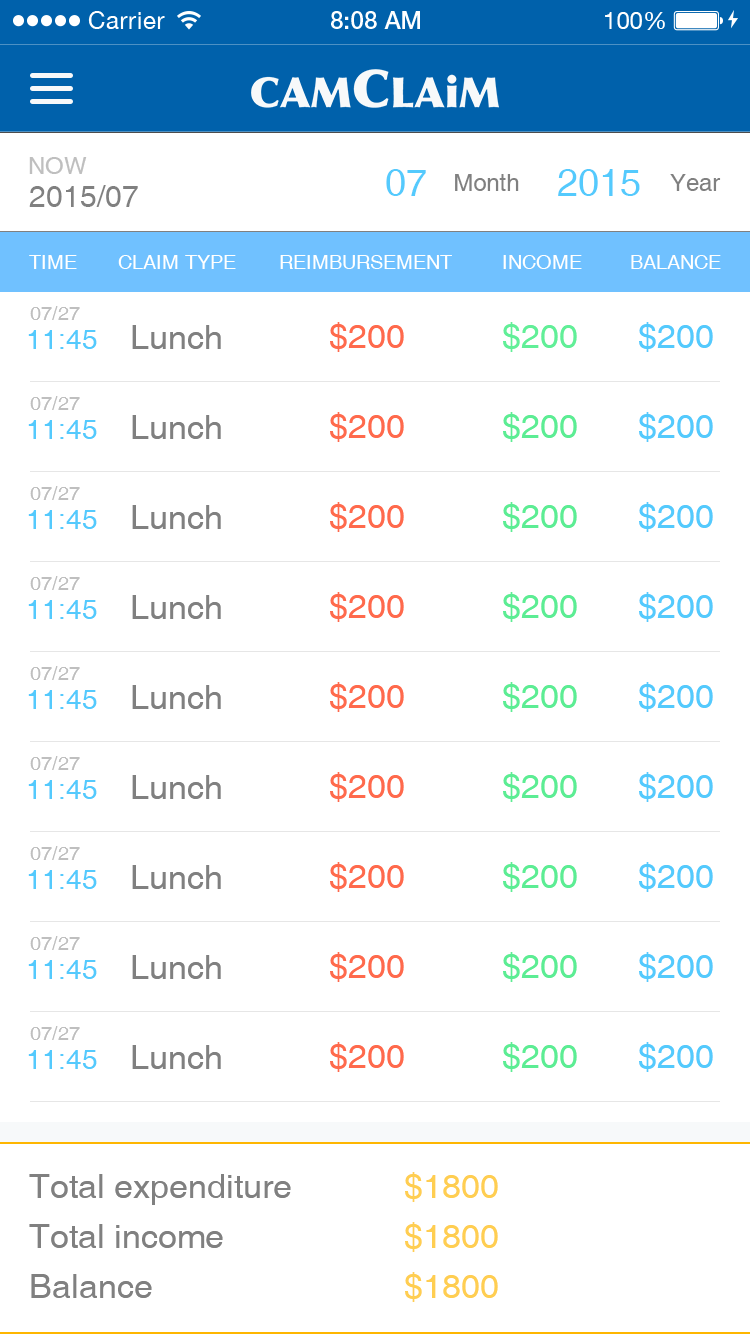 Carrier 8:08 AM 100%
CAMCLAiM
NOW
2015/07 07 Month 2015 Year
TIME CLAIM TYPE REIMBURSEMENT INCOME BALANCE
07/27
11:45 Lunch $200 $200 $200
07/27
11:45 Lunch $200 $200 $200
07/27
11:45 Lunch $200 $200 $200
07/27
11:45 Lunch $200 $200 $200
07/27
11:45 Lunch $200 $200 $200
07/27
11:45 Lunch $200 $200 $200
07/27
11:45 Lunch $200 $200 $200
07/27
11:45 Lunch $200 $200 $200
07/27
11:45 Lunch $200 $200 $200
Total expenditure $1800
Total income $1800
Balance $1800